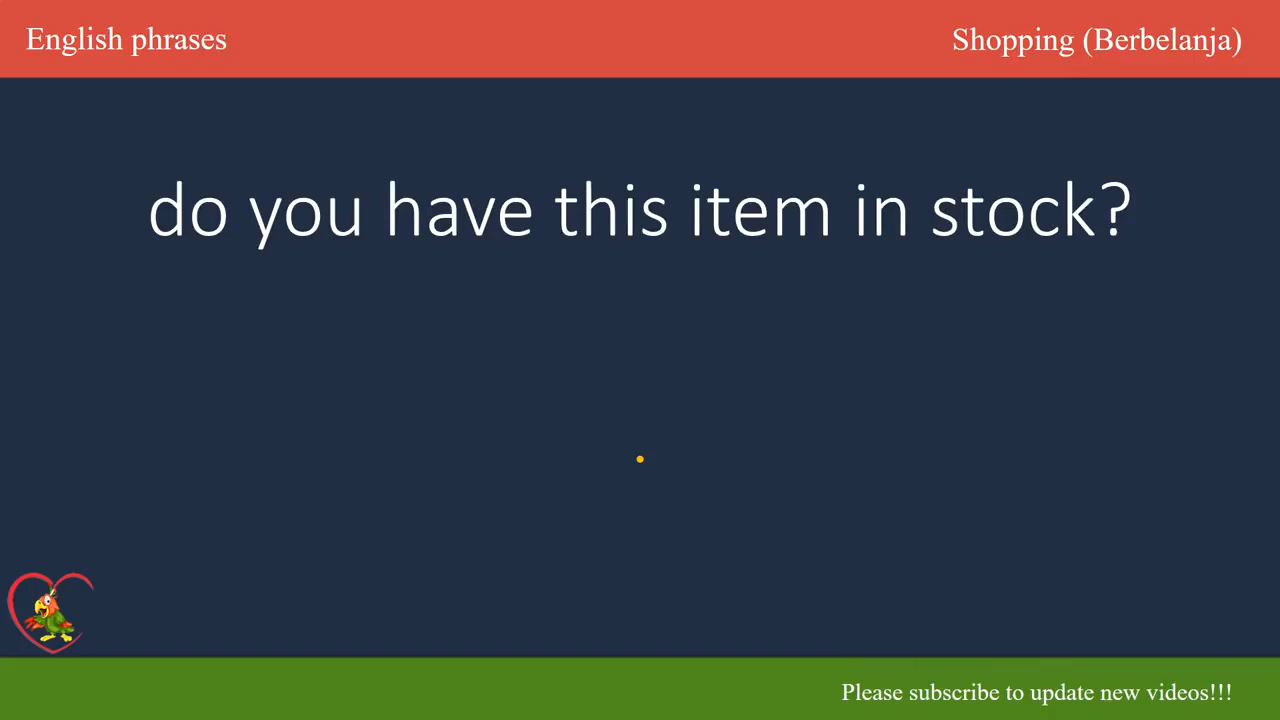 English phrases
Shopping (Berbelanja)
do you have this item in stock?
Please subscribe to update new videos!!!